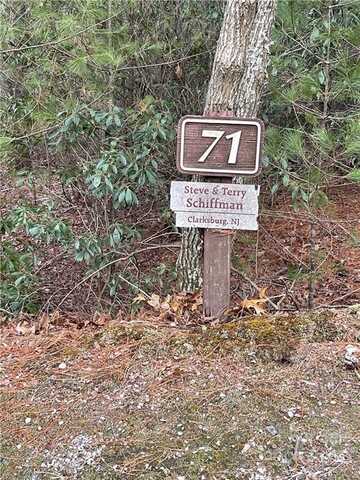 71
Steve & Terry
Schiffman
Clarksburg, NJ